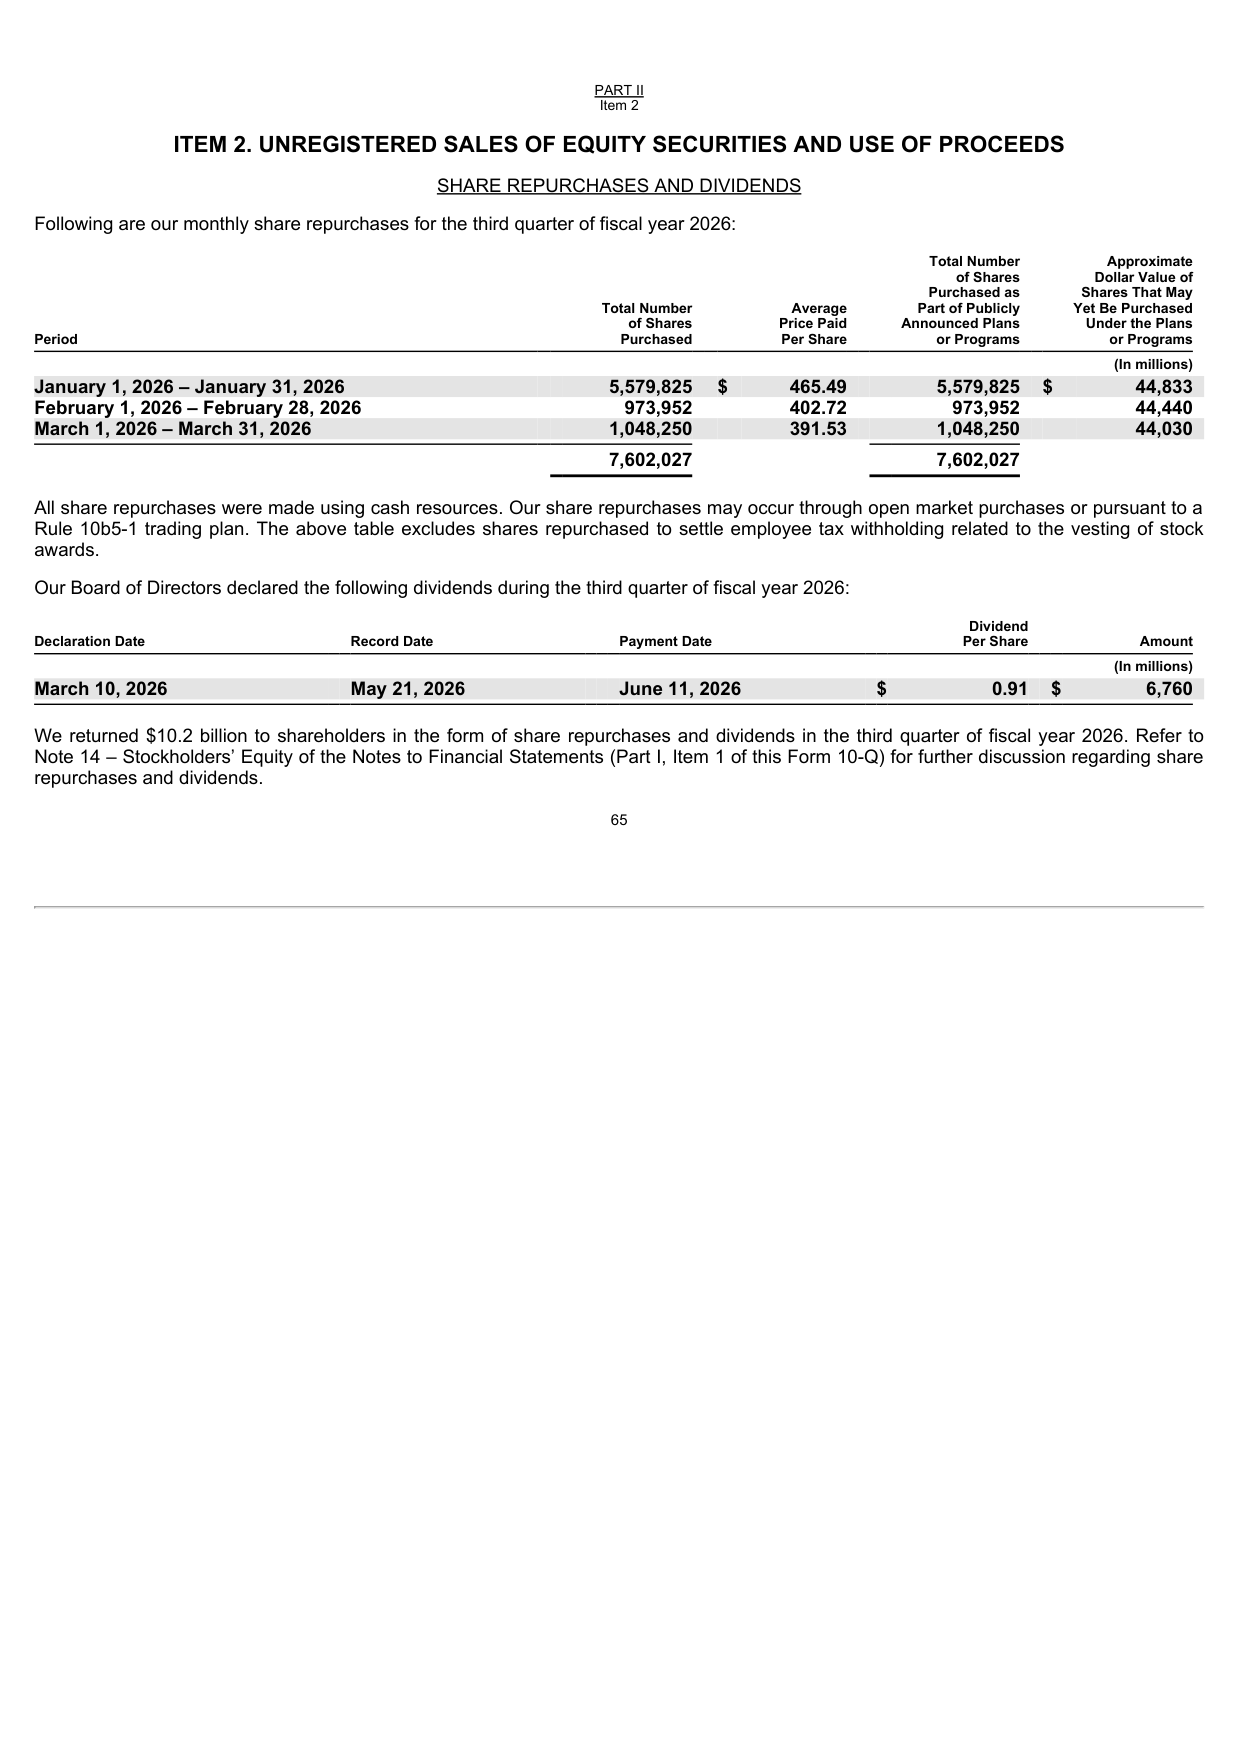 PART II
Item 2
ITEM 2. UNREGISTERED SALES OF EQUITY SECURITIES AND USE OF PROCEEDS
SHARE REPURCHASES AND DIVIDENDS
Following are our monthly share repurchases for the third quarter of fiscal year 2026:
Period Total Number of Shares Purchased Average Price Paid Per Share Total Number of Shares Purchased as Part of Publicly Announced Plans or Programs Approximate Dollar Value of Shares That May Yet Be Purchased Under the Plans or Programs
(In millions)
January 1, 2026 – January 31, 2026 5,579,825 $ 465.49 5,579,825 $ 44,833
February 1, 2026 – February 28, 2026 973,952 402.72 973,952 44,440
March 1, 2026 – March 31, 2026 1,048,250 391.53 1,048,250 44,030
7,602,027 7,602,027
All share repurchases were made using cash resources. Our share repurchases may occur through open market purchases or pursuant to a
Rule 10b5-1 trading plan. The above table excludes shares repurchased to settle employee tax withholding related to the vesting of stock
awards.
Our Board of Directors declared the following dividends during the third quarter of fiscal year 2026:
Declaration Date Record Date Payment Date Dividend Per Share Amount
(In millions)
March 10, 2026 May 21, 2026 June 11, 2026 $ 0.91 $ 6,760
We returned $10.2 billion to shareholders in the form of share repurchases and dividends in the third quarter of fiscal year 2026. Refer to
Note 14 – Stockholders’ Equity of the Notes to Financial Statements (Part I, Item 1 of this Form 10-Q) for further discussion regarding share
repurchases and dividends.
65